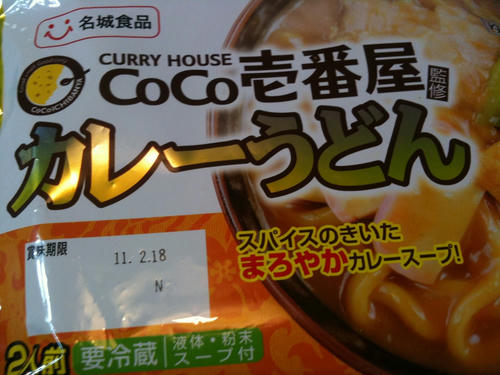 名城食品
CURRY HOUSE
CoCo壱番屋 監修
CoCoICHIBANYA
カレーうどん
スパイスのきいた
まろやかカレースープ!
賞味期限
11.2.18
N
2人前
要冷蔵
液体・粉末
スープ付